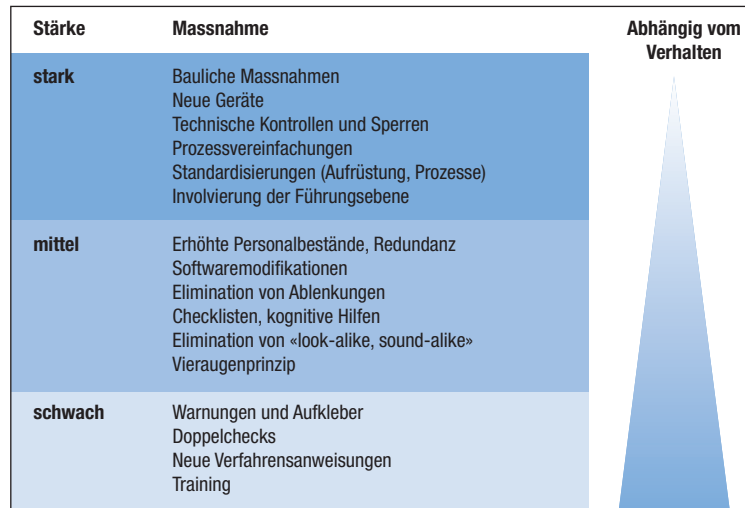 Stärke Massnahme Abhängig vom
Verhalten
stark Bauliche Massnahmen
Neue Geräte
Technische Kontrollen und Sperren
Prozessvereinfachungen
Standardisierungen (Aufrüstung, Prozesse)
Involvierung der Führungsebene
mittel Erhöhte Personalbestände, Redundanz
Softwaremodifikationen
Elimination von Ablenkungen
Checklisten, kognitive Hilfen
Elimination von «look-alike, sound-alike»
Vieraugenprinzip
schwach Warnungen und Aufkleber
Doppelchecks
Neue Verfahrensanweisungen
Training